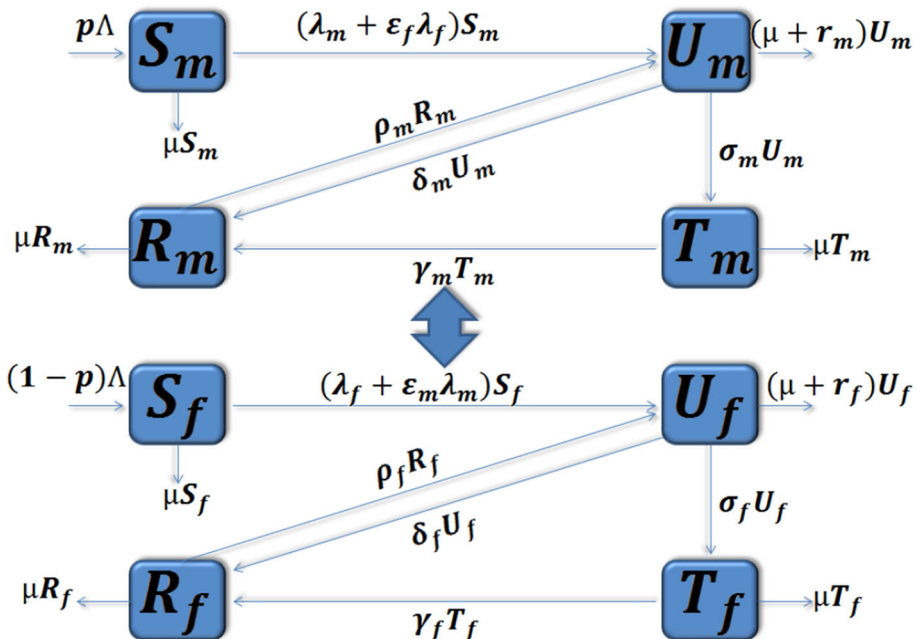 pΛ
S_m
(λ_m + ε_f λ_f)S_m
U_m
(μ + r_m)U_m
μS_m
ρ_m R_m
δ_m U_m
σ_m U_m
μR_m
R_m
γ_m T_m
T_m
μT_m
(1 − p)Λ
S_f
(λ_f + ε_m λ_m)S_f
U_f
(μ + r_f)U_f
μS_f
ρ_f R_f
δ_f U_f
σ_f U_f
μR_f
R_f
γ_f T_f
T_f
μT_f